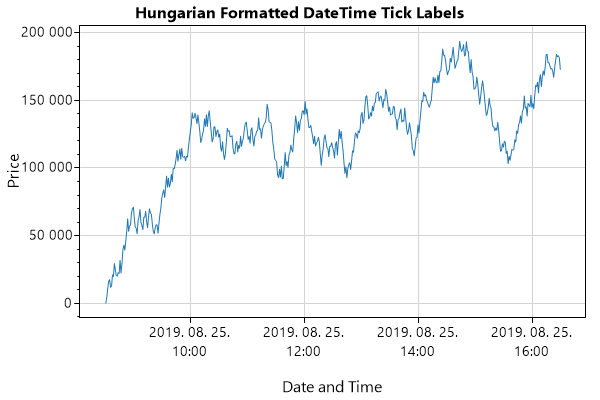 Hungarian Formatted DateTime Tick Labels
200 000
150 000
100 000
50 000
0
Price
2019. 08. 25. 2019. 08. 25. 2019. 08. 25. 2019. 08. 25.
10:00 12:00 14:00 16:00
Date and Time